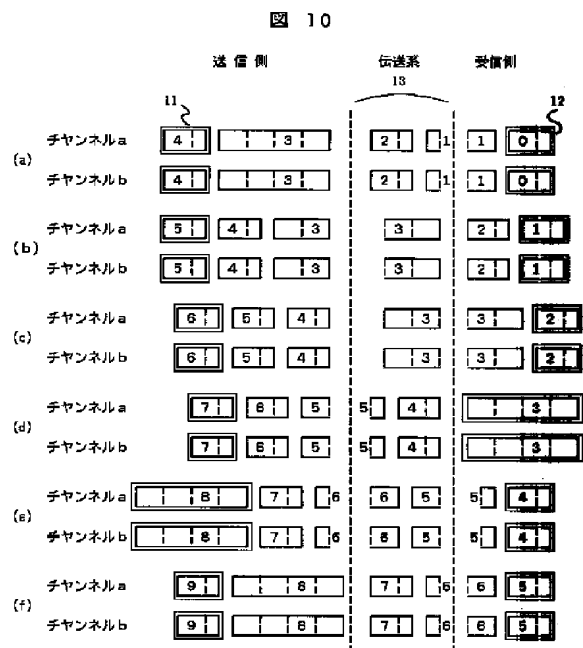 図 10
送信側 伝送系 受信側
13
11 12
(a)
チャンネルa 4 3 2 1 1 0
チャンネルb 4 3 2 1 1 0
(b)
チャンネルa 5 4 3 3 2 1
チャンネルb 5 4 3 3 2 1
(c)
チャンネルa 6 5 4 3 3 2
チャンネルb 6 5 4 3 3 2
(d)
チャンネルa 7 6 5 5 4 3
チャンネルb 7 6 5 5 4 3
(e)
チャンネルa 8 7 6 6 5 5 4
チャンネルb 8 7 6 6 5 5 4
(f)
チャンネルa 9 8 7 6 6 5
チャンネルb 9 8 7 6 6 5